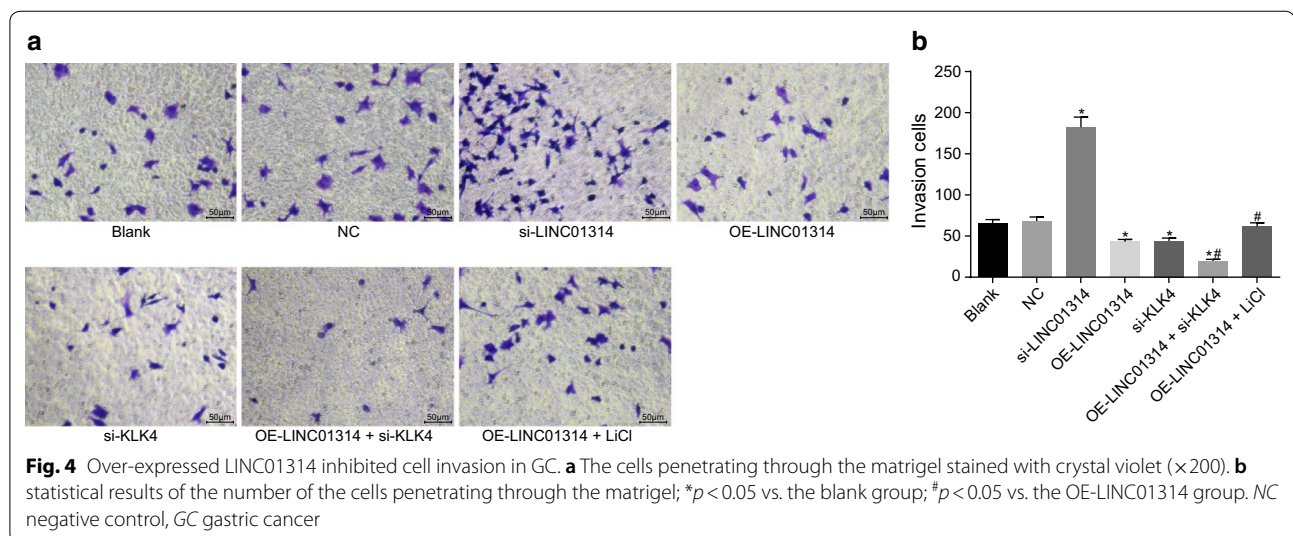 a
50µm
50µm
50µm
50µm
Blank
NC
si-LINC01314
OE-LINC01314
50µm
50µm
50µm
si-KLK4
OE-LINC01314 + si-KLK4
OE-LINC01314 + LiCl
b
Invasion cells
250
200
150
100
50
0
*
*
*
*#
#
Blank
NC
si-LINC01314
OE-LINC01314
si-KLK4
OE-LINC01314 + si-KLK4
OE-LINC01314 + LiCl
Fig. 4 Over-expressed LINC01314 inhibited cell invasion in GC. a The cells penetrating through the matrigel stained with crystal violet (×200). b
statistical results of the number of the cells penetrating through the matrigel; *p < 0.05 vs. the blank group; #p < 0.05 vs. the OE-LINC01314 group. NC
negative control, GC gastric cancer